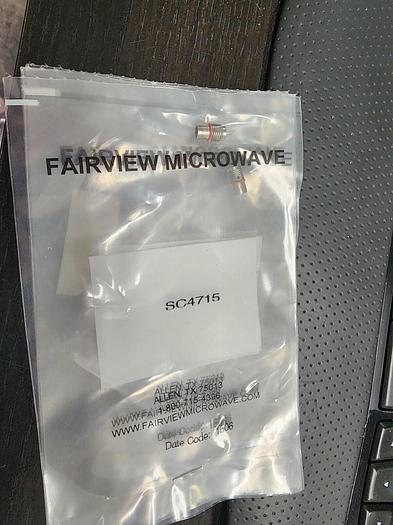 FAIRVIEW MICROWAVE
SC4715
ALLEN, TX 75013
1-800-715-4396
WWW.FAIRVIEWMICROWAVE.COM
Date Code: